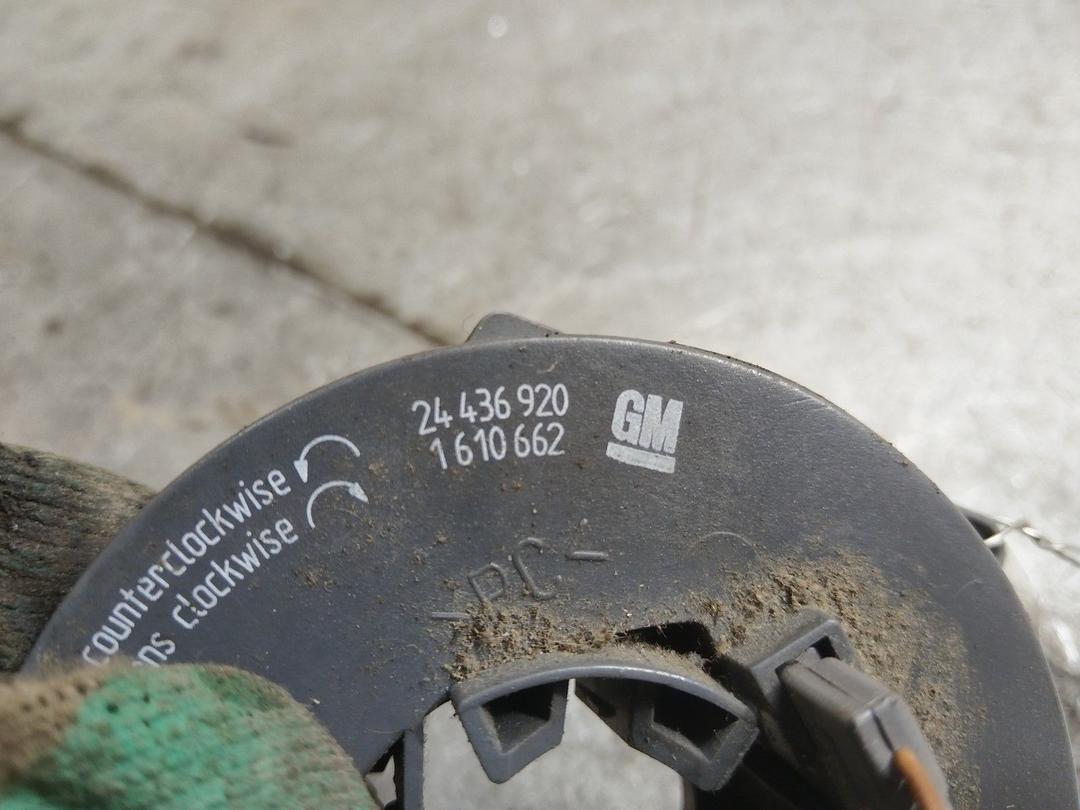 24 436 920
1 610 662
GM
counterclockwise
clockwise
-PC-